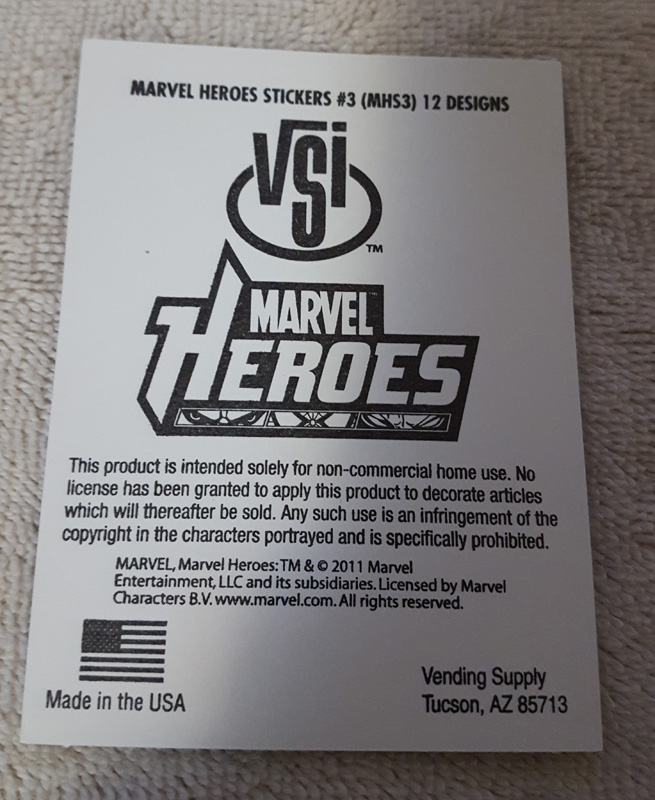 MARVEL HEROES STICKERS #3 (MHS3) 12 DESIGNS
VSi
TM
MARVEL
HEROES
This product is intended solely for non-commercial home use. No
license has been granted to apply this product to decorate articles
which will thereafter be sold. Any such use is an infringement of the
copyright in the characters portrayed and is specifically prohibited.
MARVEL, Marvel Heroes: TM & © 2011 Marvel
Entertainment, LLC and its subsidiaries. Licensed by Marvel
Characters B.V. www.marvel.com. All rights reserved.
Made in the USA
Vending Supply
Tucson, AZ 85713